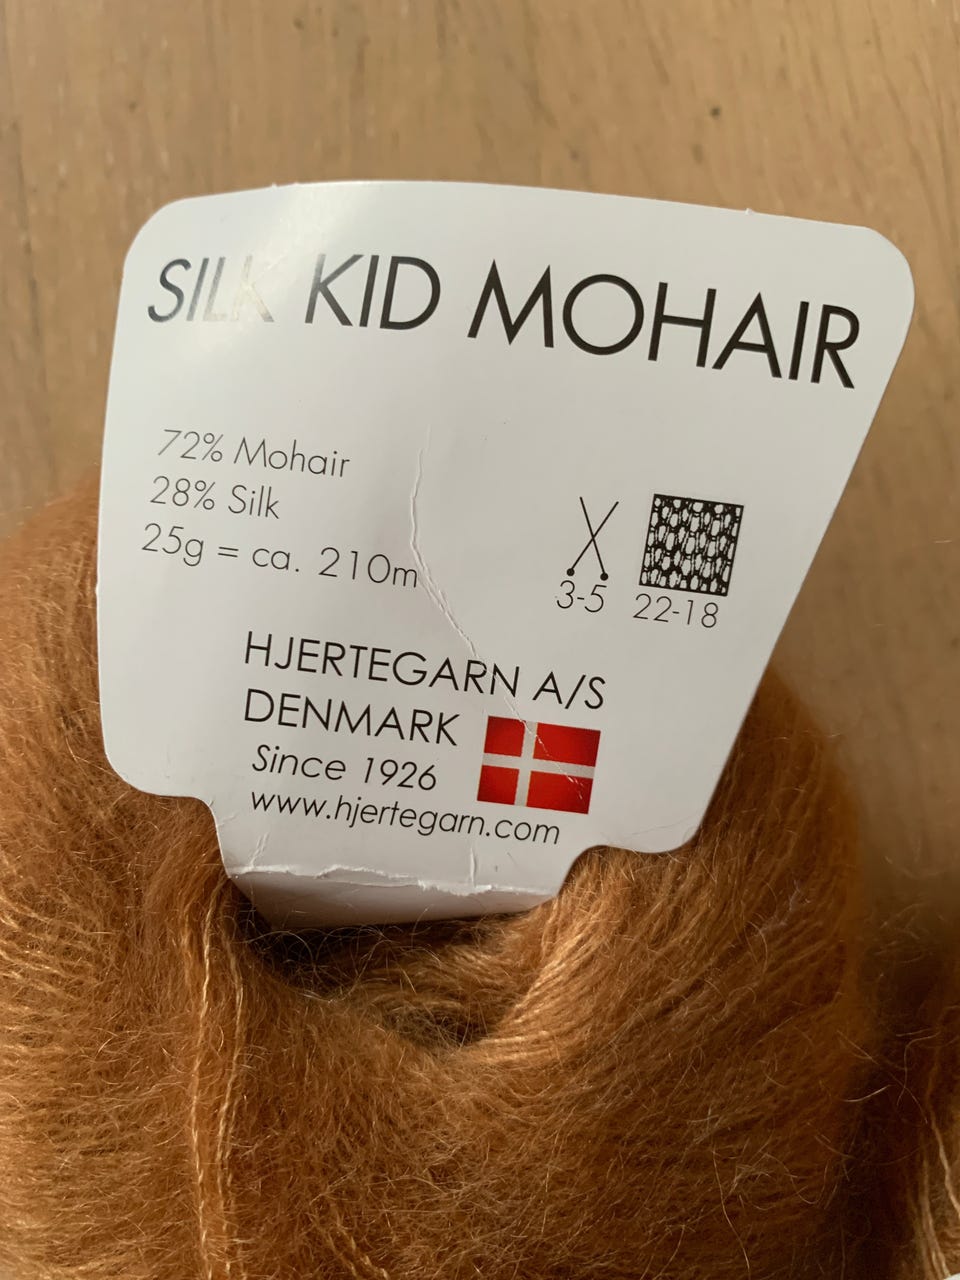 SILK KID MOHAIR
72% Mohair
28% Silk
25g = ca. 210m
3-5 22-18
HJERTEGARN A/S
DENMARK
Since 1926
www.hjertegarn.com